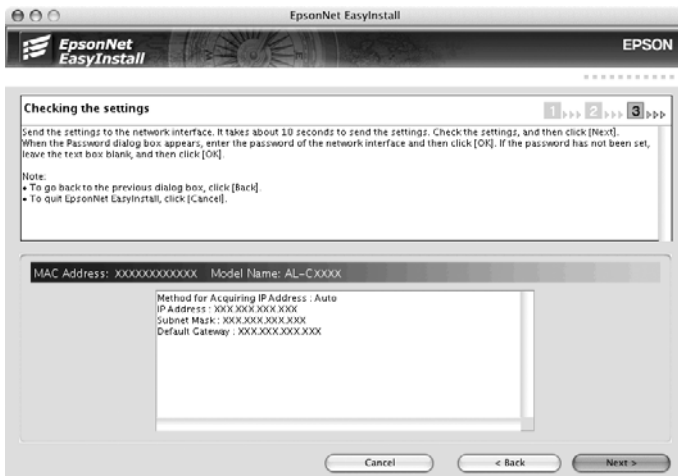 EpsonNet EasyInstall
EpsonNet
EasyInstall
EPSON
Checking the settings
1 2 3
Send the settings to the network interface. It takes about 10 seconds to send the settings. Check the settings, and then click [Next].
When the Password dialog box appears, enter the password of the network interface and then click [OK]. If the password has not been set,
leave the text box blank, and then click [OK].
Note:
• To go back to the previous dialog box, click [Back].
• To quit EpsonNet EasyInstall, click [Cancel].
MAC Address: XXXXXXXXXXXX Model Name: AL-CXXXX
Method for Acquiring IP Address : Auto
IP Address : XXX.XXX.XXX.XXX
Subnet Mask : XXX.XXX.XXX.XXX
Default Gateway : XXX.XXX.XXX.XXX
Cancel < Back Next >